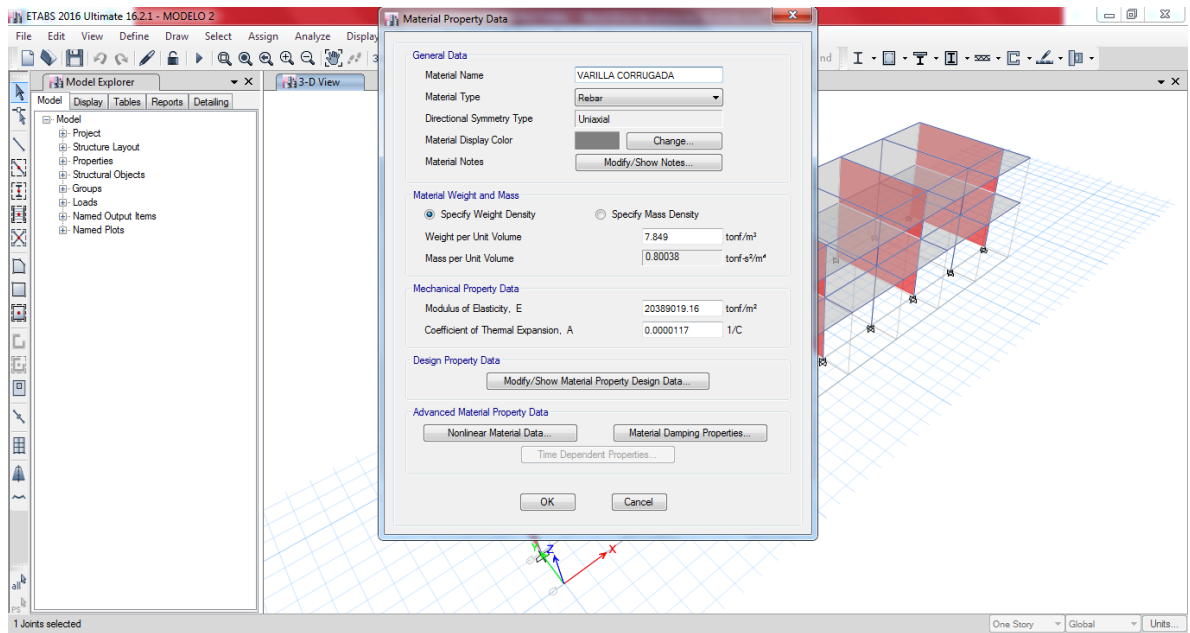 ETABS 2016 Ultimate 16.2.1 - MODELO 2
File Edit View Define Draw Select Assign Analyze Display
Model Explorer
Model Display Tables Reports Detailing
Model
Project
Structure Layout
Properties
Structural Objects
Groups
Loads
Named Output Items
Named Plots
3-D View
Material Property Data
General Data
Material Name VARILLA CORRUGADA
Material Type Rebar
Directional Symmetry Type Uniaxial
Material Display Color Change...
Material Notes Modify/Show Notes...
Material Weight and Mass
Specify Weight Density Specify Mass Density
Weight per Unit Volume 7.849 tonf/m³
Mass per Unit Volume 0.80038 tonf-s²/m⁴
Mechanical Property Data
Modulus of Elasticity, E 20389019.16 tonf/m²
Coefficient of Thermal Expansion, A 0.0000117 1/C
Design Property Data
Modify/Show Material Property Design Data...
Advanced Material Property Data
Nonlinear Material Data... Material Damping Properties...
Time Dependent Properties...
OK Cancel
nd
Y Z X
all
PS
1 Joints selected
One Story Global Units...